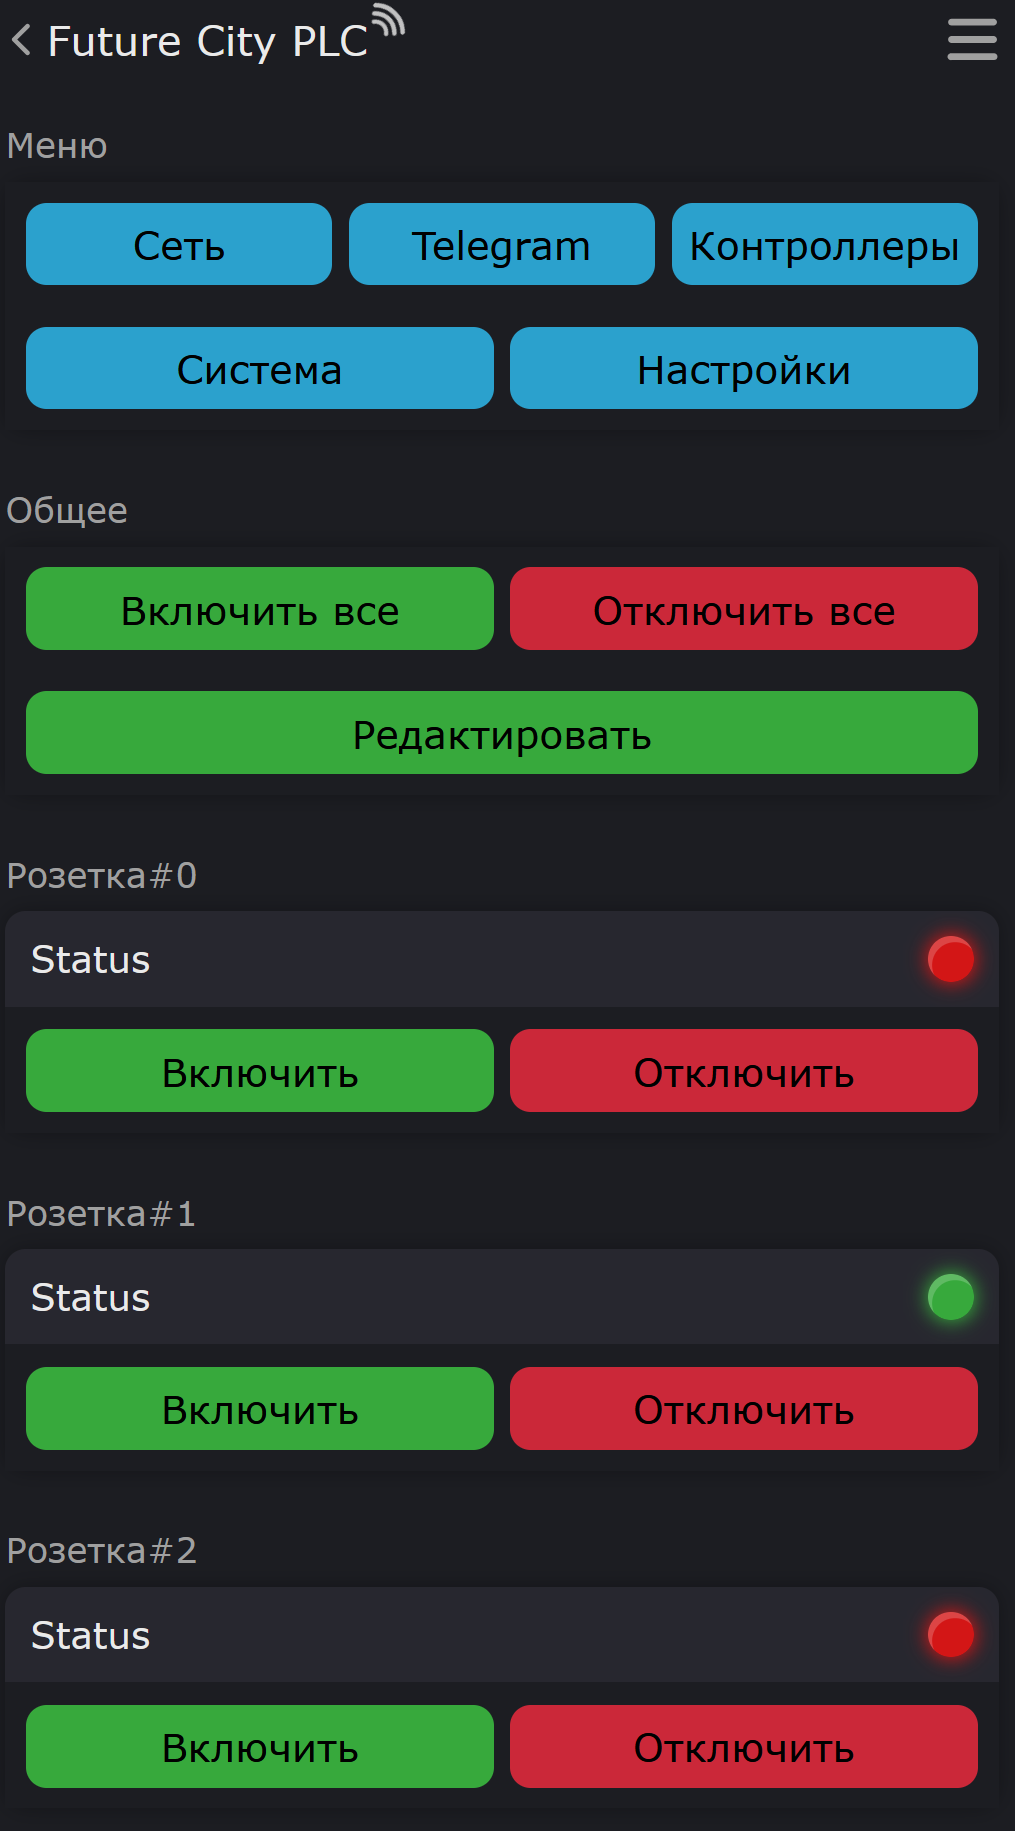 Future City PLC
Меню
Сеть Telegram Контроллеры
Система Настройки
Общее
Включить все Отключить все
Редактировать
Розетка#0
Status
Включить Отключить
Розетка#1
Status
Включить Отключить
Розетка#2
Status
Включить Отключить